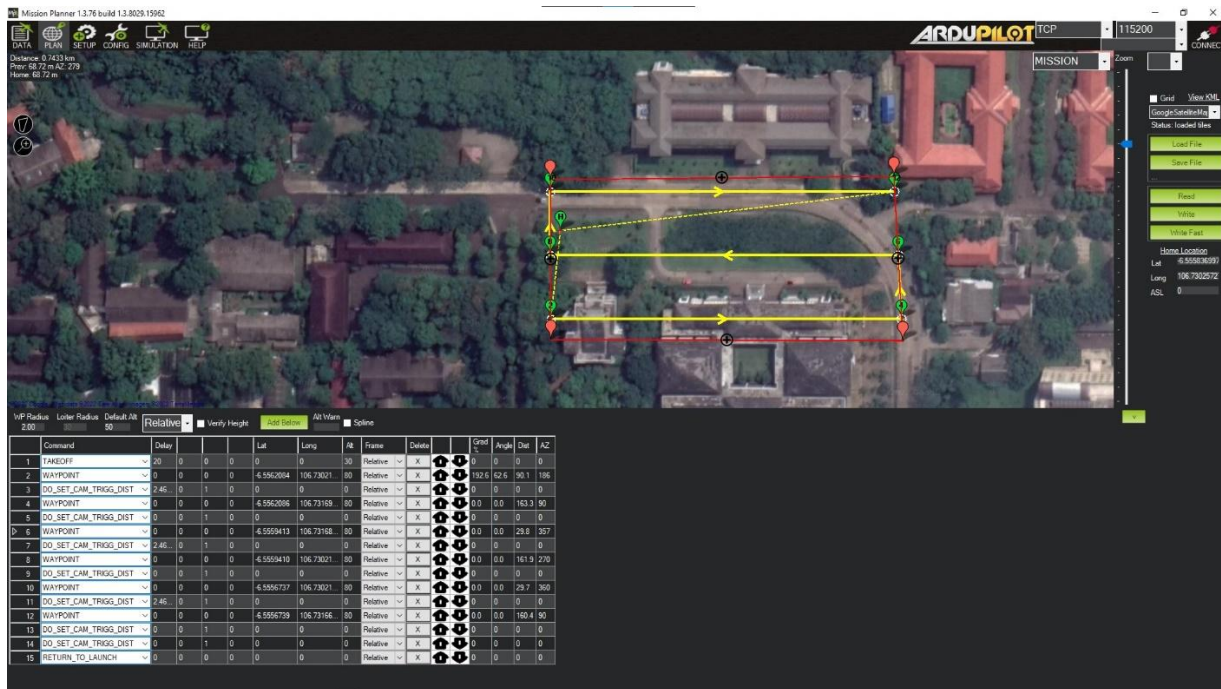 Mission Planner 1.3.76 build 1.3.8029.15962
DATA PLAN SETUP CONFIG SIMULATION HELP
ARDUPILOT TCP 115200
CONNEC
Distance: 0.7433 km
Prev: 68.72 m AZ: 279
Home: 68.72 m
MISSION
Zoom
Grid View KML
GoogleSatelliteMap
Status: loaded tiles
Load File
Save File
Read
Write
Write Fast
Home Location
Lat -6.555836997
Long 106.7302572
ASL 0
H
WP Radius Loiter Radius Default Alt Alt Warn
2.00 30 50 Relative Verify Height Add Below Spline
Command Delay Lat Long Alt Frame Delete Grad % Angle Dist AZ
1 TAKEOFF 20 0 0 0 0 0 30 Relative X 0 0 0 0
2 WAYPOINT 0 0 0 0 -6.5562084 106.73021... 80 Relative X 192.6 62.6 90.1 186
3 DO_SET_CAM_TRIGG_DIST 2.46... 0 1 0 0 0 0 Relative X 0 0 0 0
4 WAYPOINT 0 0 0 0 -6.5562086 106.73169... 80 Relative X 0.0 0.0 163.3 90
5 DO_SET_CAM_TRIGG_DIST 0 0 1 0 0 0 0 Relative X 0 0 0 0
6 WAYPOINT 0 0 0 0 -6.5559413 106.73168... 80 Relative X 0.0 0.0 29.8 357
7 DO_SET_CAM_TRIGG_DIST 2.46... 0 1 0 0 0 0 Relative X 0 0 0 0
8 WAYPOINT 0 0 0 0 -6.5559410 106.73021... 80 Relative X 0.0 0.0 161.9 270
9 DO_SET_CAM_TRIGG_DIST 0 0 1 0 0 0 0 Relative X 0 0 0 0
10 WAYPOINT 0 0 0 0 -6.5556737 106.73021... 80 Relative X 0.0 0.0 29.7 360
11 DO_SET_CAM_TRIGG_DIST 2.46... 0 1 0 0 0 0 Relative X 0 0 0 0
12 WAYPOINT 0 0 0 0 -6.5556739 106.73166... 80 Relative X 0.0 0.0 160.4 90
13 DO_SET_CAM_TRIGG_DIST 0 0 1 0 0 0 0 Relative X 0 0 0 0
14 DO_SET_CAM_TRIGG_DIST 0 0 1 0 0 0 0 Relative X 0 0 0 0
15 RETURN_TO_LAUNCH 0 0 0 0 0 0 0 Relative X 0 0 0 0